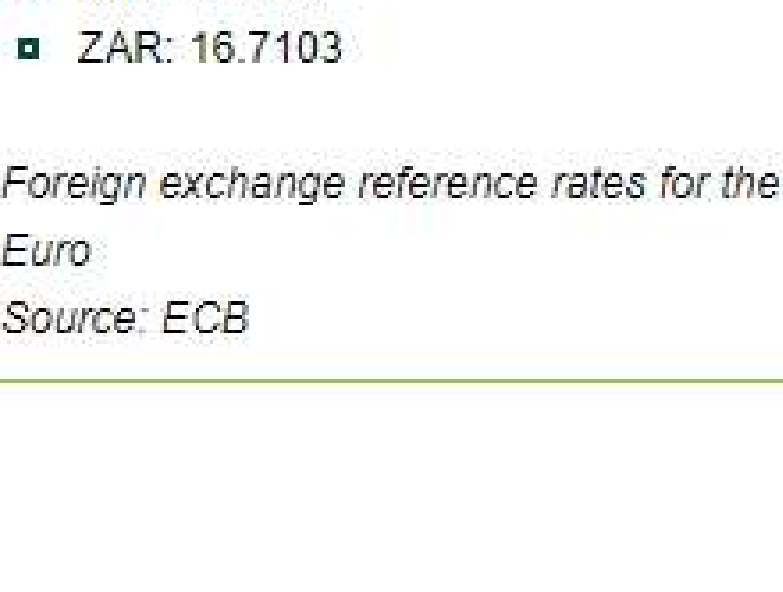 ZAR: 16.7103
Foreign exchange reference rates for the
Euro
Source: ECB